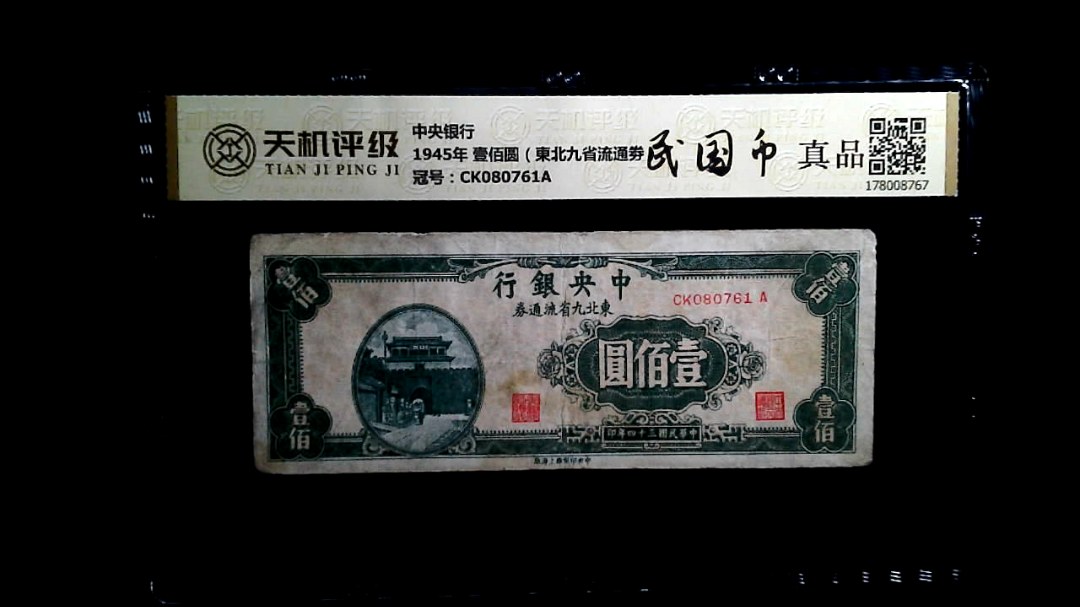 天机评级
TIAN JI PING JI
中央银行
1945年 壹佰圆（東北九省流通券
冠号：CK080761A
民国币
真品
178008767
壹佰
壹佰
行銀央中
券通流省九北東
CK080761 A
圓佰壹
印年四十三國民華中
壹佰
壹佰